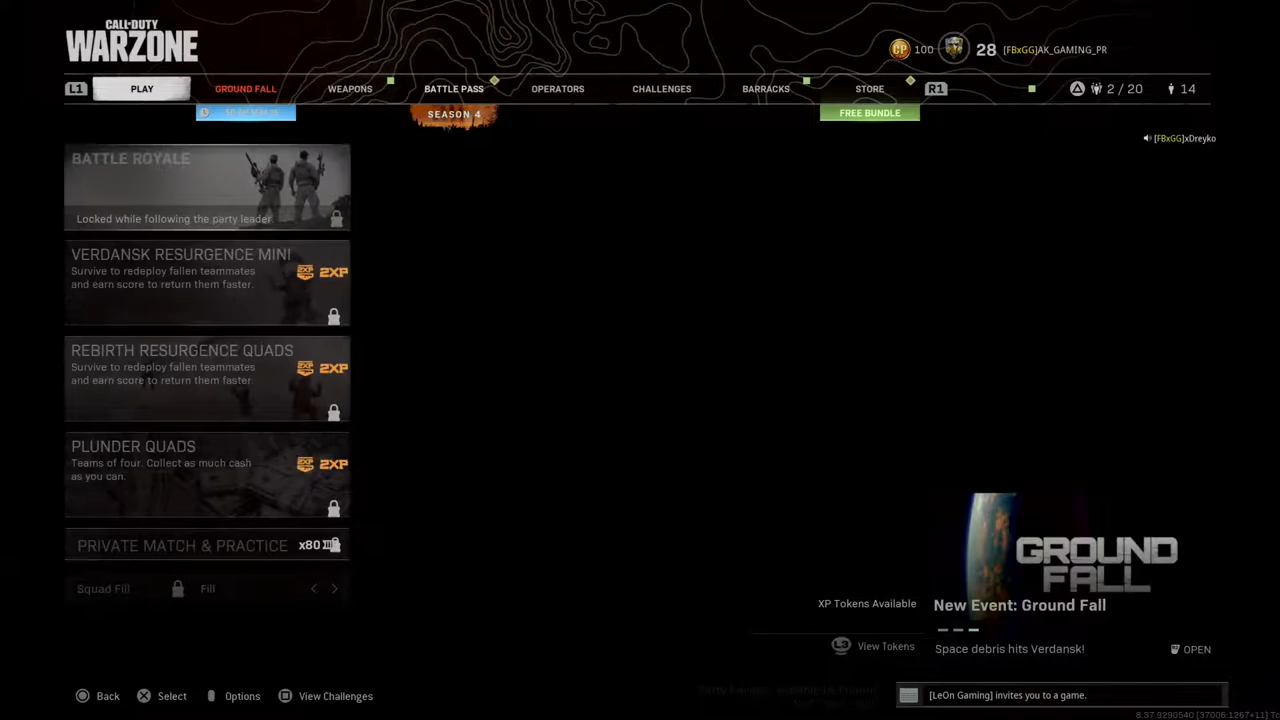 CALL OF DUTY
WARZONE
100
28
[FBxGG]AK_GAMING_PR
L1
PLAY
GROUND FALL
WEAPONS
BATTLE PASS
OPERATORS
CHALLENGES
BARRACKS
STORE
R1
2 / 20
14
SEASON 4
FREE BUNDLE
[FBxGG]xDreyko
BATTLE ROYALE
Locked while following the party leader.
VERDANSK RESURGENCE MINI
Survive to redeploy fallen teammates
and earn score to return them faster.
2XP 2XP
REBIRTH RESURGENCE QUADS
Survive to redeploy fallen teammates
and earn score to return them faster.
2XP 2XP
PLUNDER QUADS
Teams of four. Collect as much cash
as you can.
2XP 2XP
PRIVATE MATCH & PRACTICE
x80
Squad Fill
Fill
GROUND
FALL
XP Tokens Available
New Event: Ground Fall
View Tokens
Space debris hits Verdansk!
OPEN
Back
Select
Options
View Challenges
[LeOn Gaming] invites you to a game.